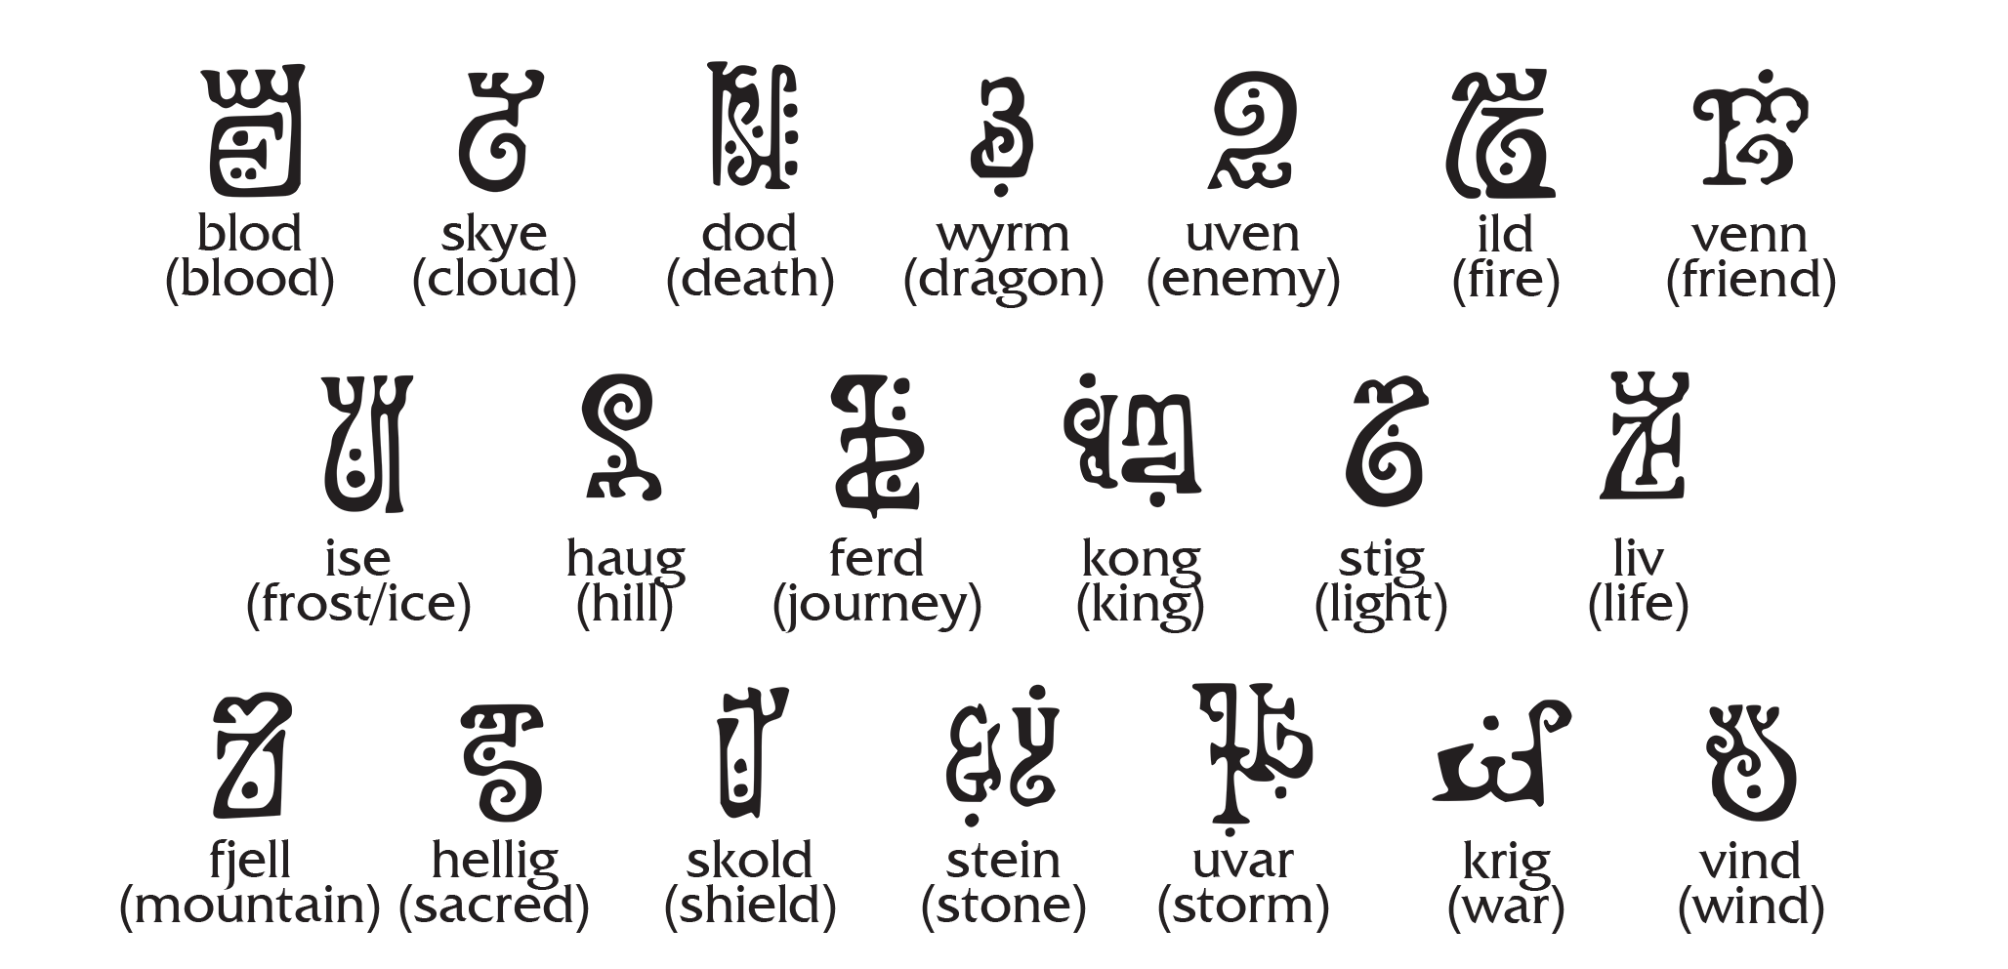 blod skye dod wyrm uven ild venn
(blood) (cloud) (death) (dragon) (enemy) (fire) (friend)
ise haug ferd kong stig liv
(frost/ice) (hill) (journey) (king) (light) (life)
fjell hellig skold stein uvar krig vind
(mountain) (sacred) (shield) (stone) (storm) (war) (wind)